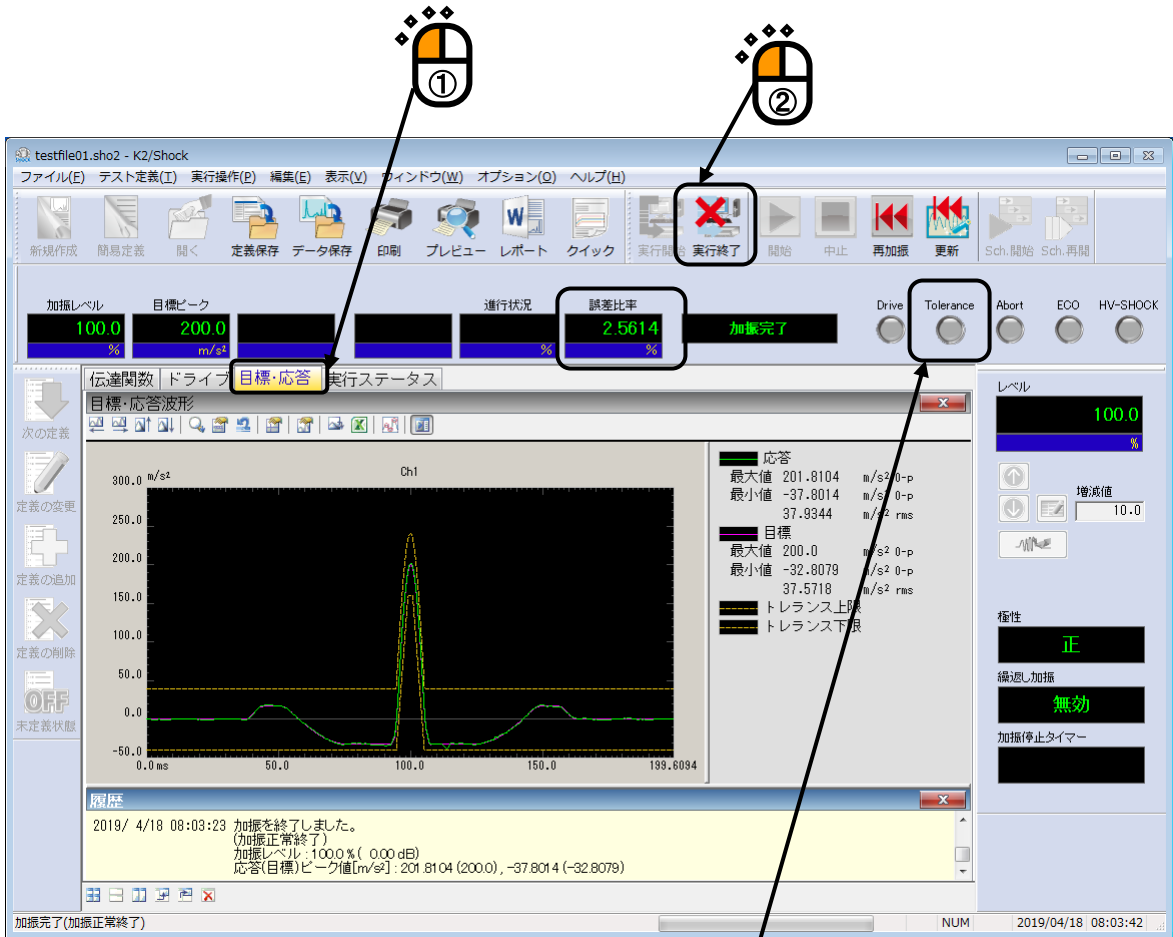 ①
②
testfile01.sho2 - K2/Shock
ファイル(F) テスト定義(T) 実行操作(P) 編集(E) 表示(V) ウィンドウ(W) オプション(O) ヘルプ(H)
新規作成 簡易定義 開く 定義保存 データ保存 印刷 プレビュー レポート クイック 実行開始 実行終了 開始 中止 再加振 更新 Sch.開始 Sch.再開
加振レベル 目標ピーク 進行状況 誤差比率 Drive Tolerance Abort ECO HV-SHOCK
100.0 200.0 2.5614 加振完了
% m/s² % %
伝達関数 ドライブ 目標・応答 実行ステータス
目標・応答波形
次の定義
定義の変更
定義の追加
定義の削除
OFF
未定義状態
Ch1
300.0 m/s²
250.0
200.0
150.0
100.0
50.0
0.0
-50.0
0.0 ms 50.0 100.0 150.0 199.6094
応答
最大値 201.8104 m/s² 0-p
最小値 -37.8014 m/s² 0-p
37.9344 m/s² rms
目標
最大値 200.0 m/s² 0-p
最小値 -32.8079 m/s² 0-p
37.5718 m/s² rms
トレランス上限
トレランス下限
レベル
100.0
%
増減値
10.0
極性
正
繰返し加振
無効
加振停止タイマー
履歴
2019/ 4/18 08:03:23 加振を終了しました。
(加振正常終了)
加振レベル : 100.0 % ( 0.00 dB)
応答(目標)ピーク値[m/s²] : 201.8104 (200.0) , -37.8014 (-32.8079)
加振完了(加振正常終了) NUM 2019/04/18 08:03:42